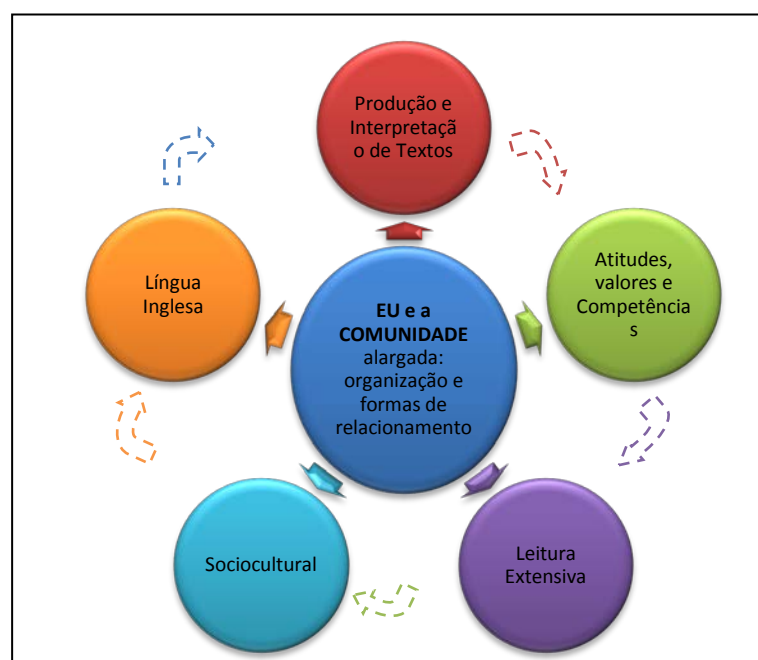 Produção e
Interpretaçã
o de Textos
Língua
Inglesa
Atitudes,
valores e
Competência
s
EU e a
COMUNIDADE
alargada:
organização e
formas de
relacionamento
Sociocultural
Leitura
Extensiva